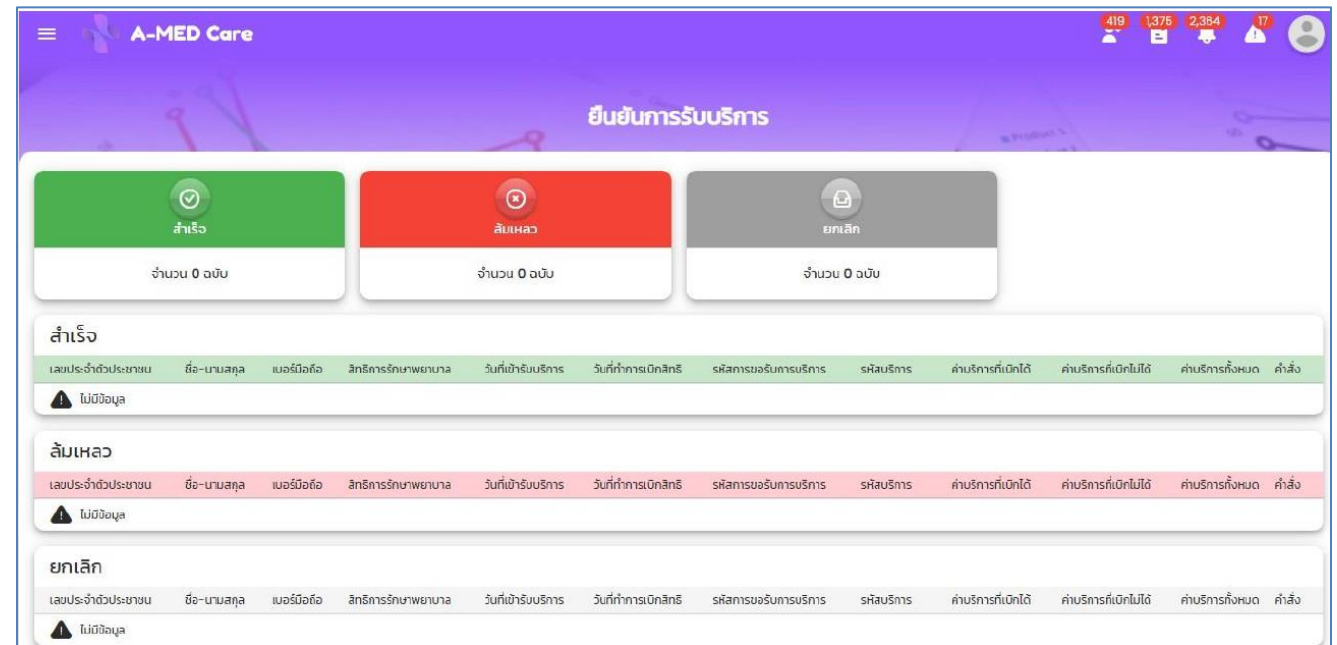 A-MED Care
419 1,375 2,364 17
ยืนยันการรับบริการ
สำเร็จ ล้มเหลว ยกเลิก
จำนวน 0 ฉบับ จำนวน 0 ฉบับ จำนวน 0 ฉบับ
สำเร็จ
เลขประจำตัวประชาชน ชื่อ-นามสกุล เบอร์มือถือ สิทธิการรักษาพยาบาล วันที่เข้ารับบริการ วันที่ทำการเบิกสิทธิ รหัสการขอรับการบริการ รหัสบริการ ค่าบริการที่เบิกได้ ค่าบริการที่เบิกไม่ได้ ค่าบริการทั้งหมด คำสั่ง
ไม่มีข้อมูล
ล้มเหลว
เลขประจำตัวประชาชน ชื่อ-นามสกุล เบอร์มือถือ สิทธิการรักษาพยาบาล วันที่เข้ารับบริการ วันที่ทำการเบิกสิทธิ รหัสการขอรับการบริการ รหัสบริการ ค่าบริการที่เบิกได้ ค่าบริการที่เบิกไม่ได้ ค่าบริการทั้งหมด คำสั่ง
ไม่มีข้อมูล
ยกเลิก
เลขประจำตัวประชาชน ชื่อ-นามสกุล เบอร์มือถือ สิทธิการรักษาพยาบาล วันที่เข้ารับบริการ วันที่ทำการเบิกสิทธิ รหัสการขอรับการบริการ รหัสบริการ ค่าบริการที่เบิกได้ ค่าบริการที่เบิกไม่ได้ ค่าบริการทั้งหมด คำสั่ง
ไม่มีข้อมูล